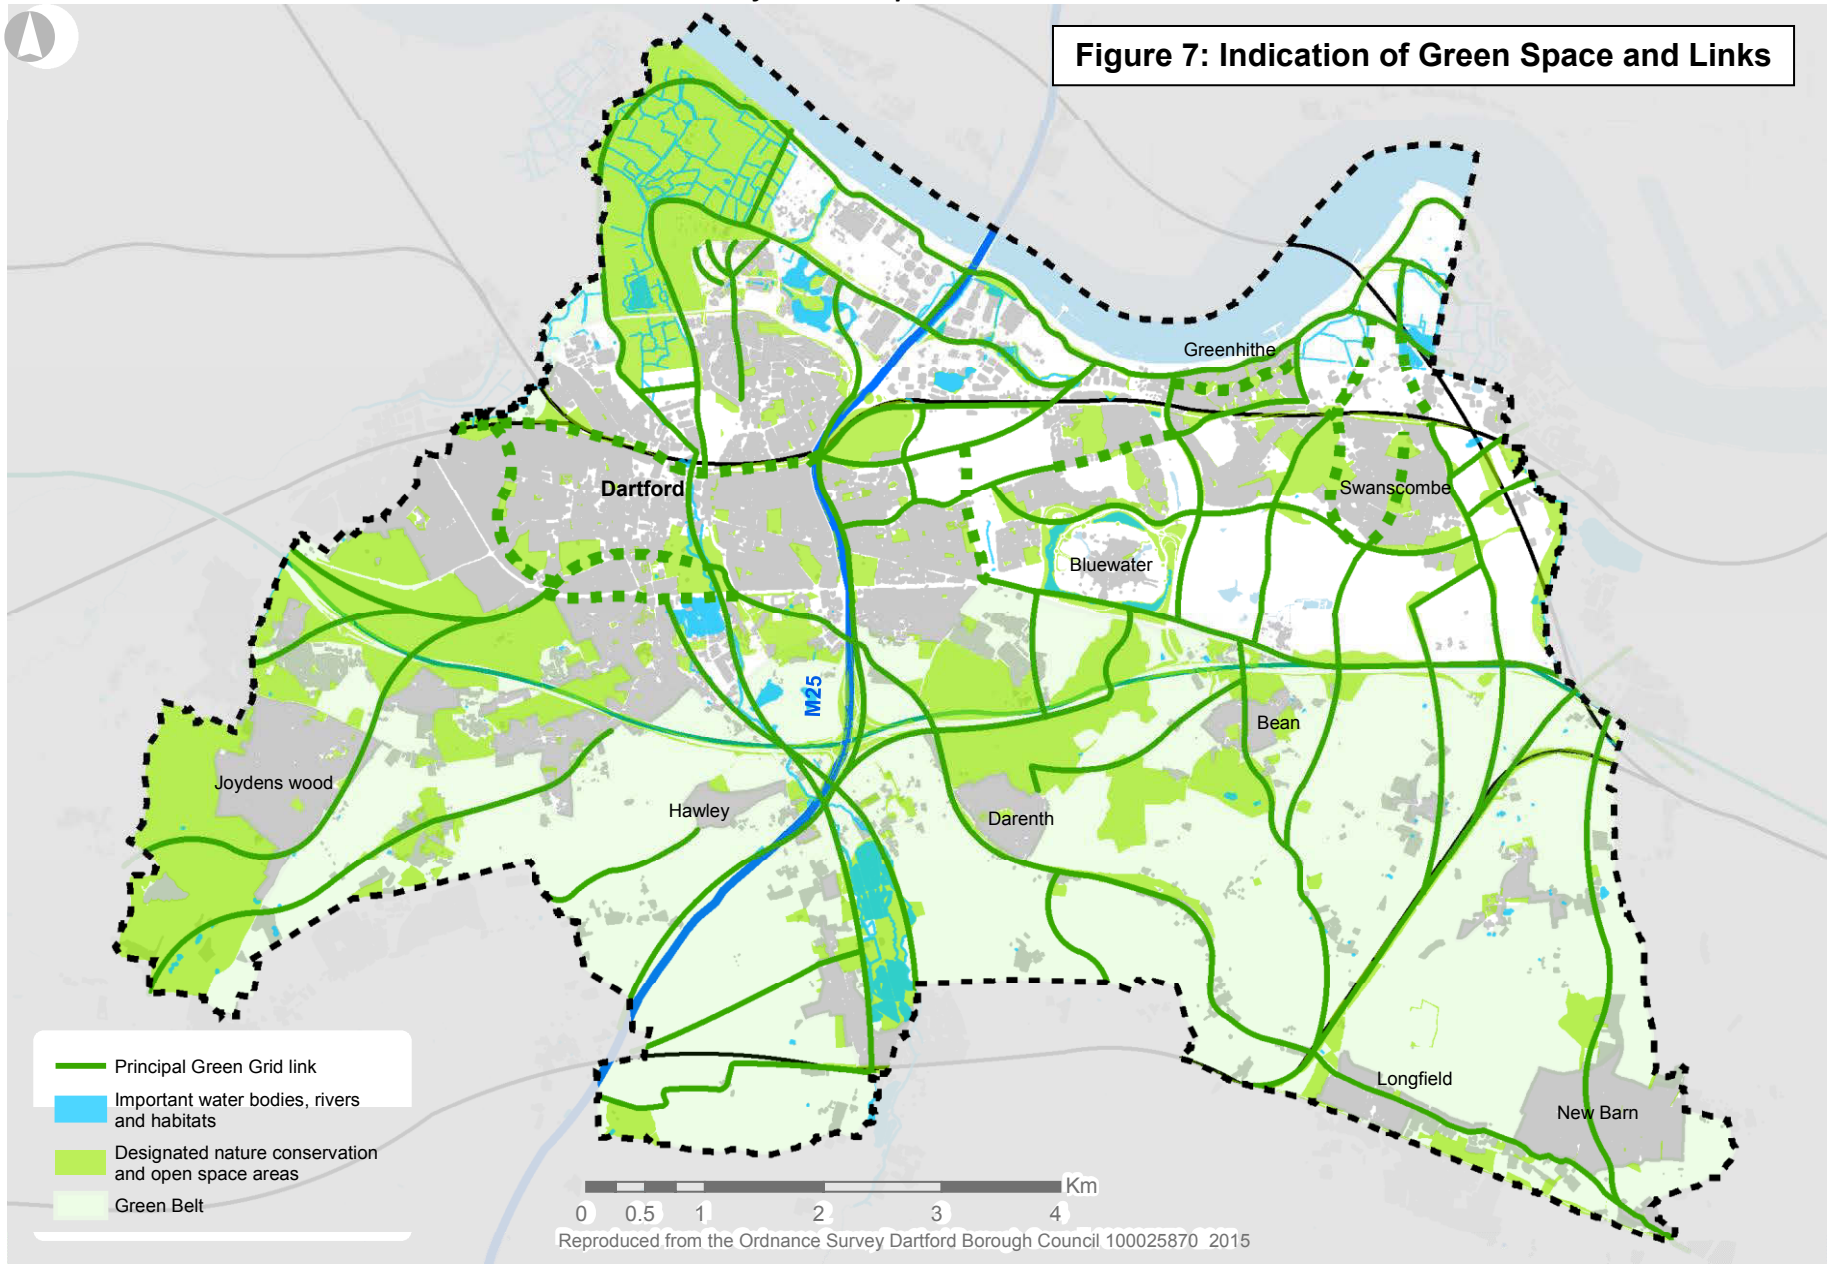 Figure 7: Indication of Green Space and Links
Greenhithe
Dartford
Swanscombe
Bluewater
M25
Bean
Joydens wood
Hawley
Darenth
Longfield
New Barn
Principal Green Grid link
Important water bodies, rivers
and habitats
Designated nature conservation
and open space areas
Green Belt
Km
0 0.5 1 2 3 4
Reproduced from the Ordnance Survey Dartford Borough Council 100025870 2015